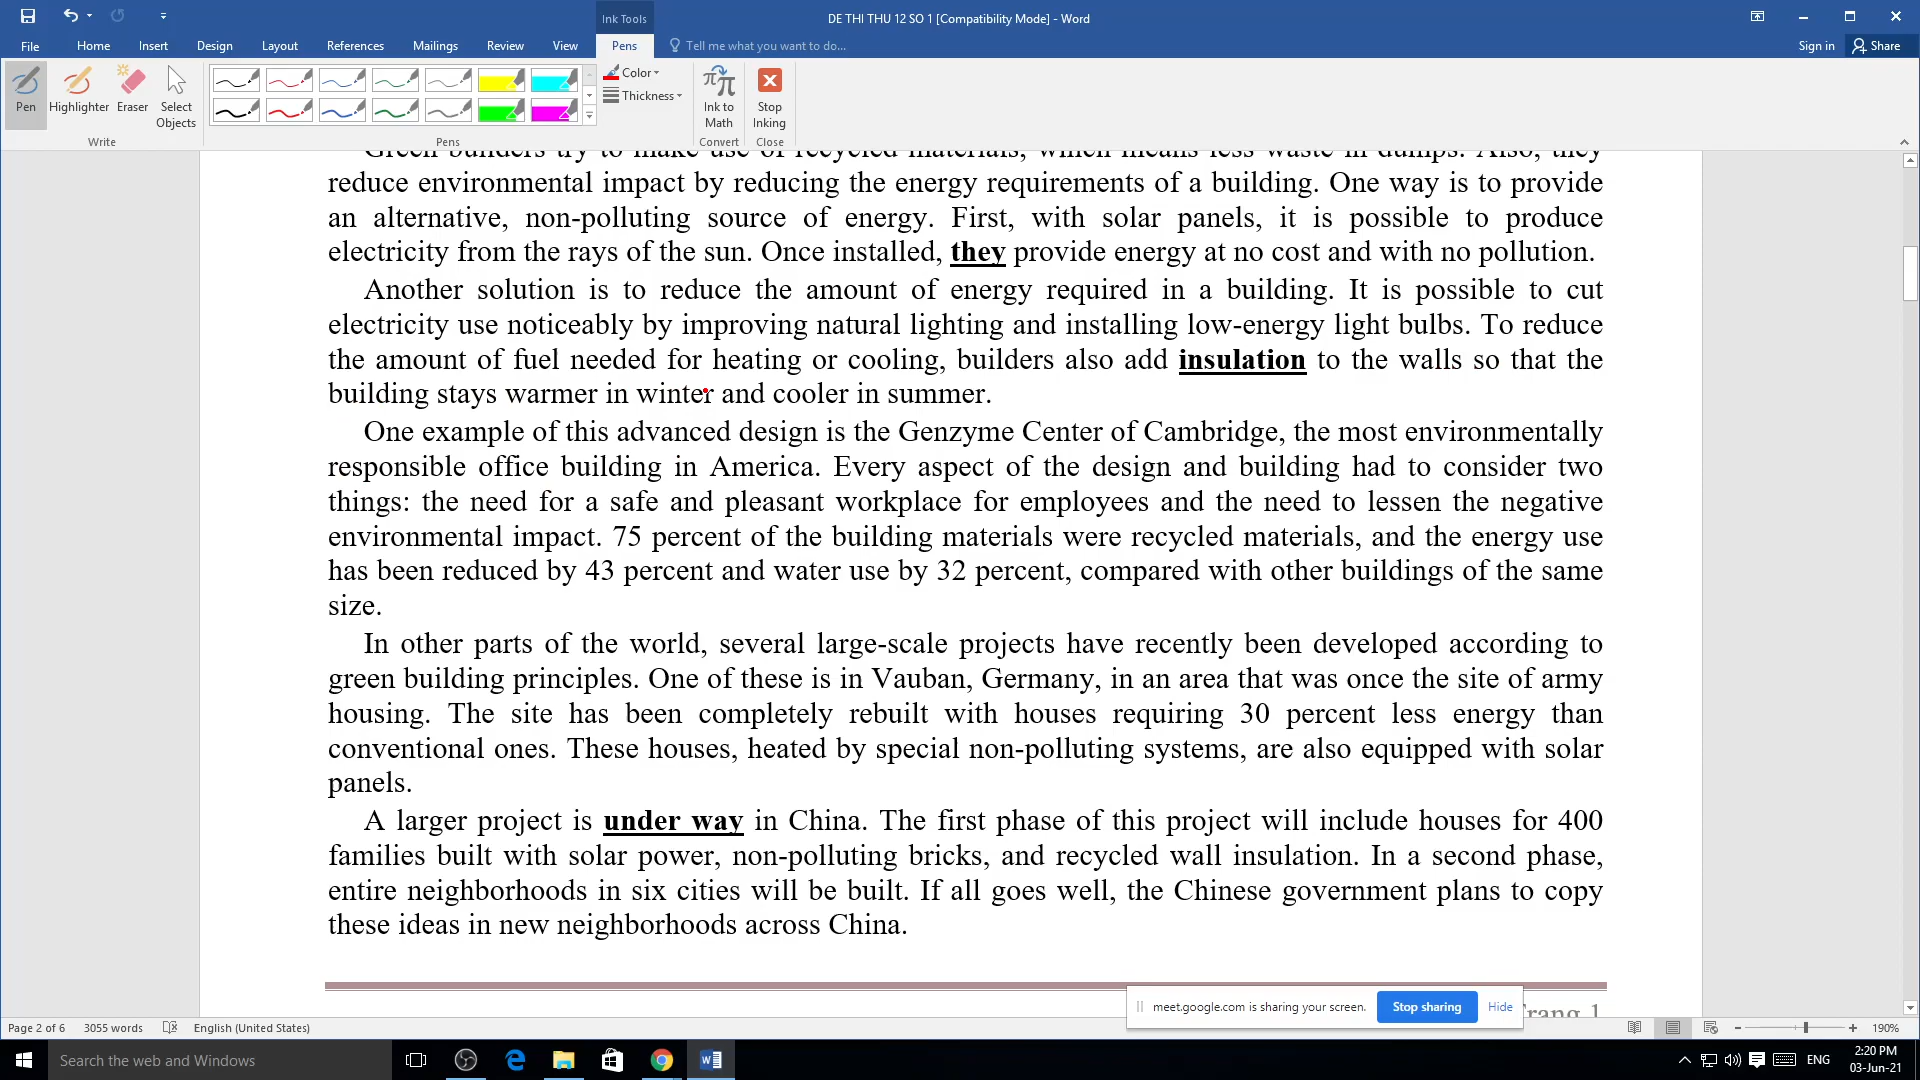 Ink Tools
DE THI THU 12 SO 1 [Compatibility Mode] - Word
File Home Insert Design Layout References Mailings Review View Pens Tell me what you want to do... Sign in Share
Pen Highlighter Eraser Select Objects
Color
Thickness
Ink to Math
Stop Inking
Write Pens Convert Close
Green builders try to make use of recycled materials, which means less waste in dumps. Also, they
reduce environmental impact by reducing the energy requirements of a building. One way is to provide
an alternative, non-polluting source of energy. First, with solar panels, it is possible to produce
electricity from the rays of the sun. Once installed, they provide energy at no cost and with no pollution.
Another solution is to reduce the amount of energy required in a building. It is possible to cut
electricity use noticeably by improving natural lighting and installing low-energy light bulbs. To reduce
the amount of fuel needed for heating or cooling, builders also add insulation to the walls so that the
building stays warmer in winter and cooler in summer.
One example of this advanced design is the Genzyme Center of Cambridge, the most environmentally
responsible office building in America. Every aspect of the design and building had to consider two
things: the need for a safe and pleasant workplace for employees and the need to lessen the negative
environmental impact. 75 percent of the building materials were recycled materials, and the energy use
has been reduced by 43 percent and water use by 32 percent, compared with other buildings of the same
size.
In other parts of the world, several large-scale projects have recently been developed according to
green building principles. One of these is in Vauban, Germany, in an area that was once the site of army
housing. The site has been completely rebuilt with houses requiring 30 percent less energy than
conventional ones. These houses, heated by special non-polluting systems, are also equipped with solar
panels.
A larger project is under way in China. The first phase of this project will include houses for 400
families built with solar power, non-polluting bricks, and recycled wall insulation. In a second phase,
entire neighborhoods in six cities will be built. If all goes well, the Chinese government plans to copy
these ideas in new neighborhoods across China.
meet.google.com is sharing your screen. Stop sharing Hide
Trang 1
Page 2 of 6 3055 words English (United States) 190%
Search the web and Windows
ENG
2:20 PM
03-Jun-21